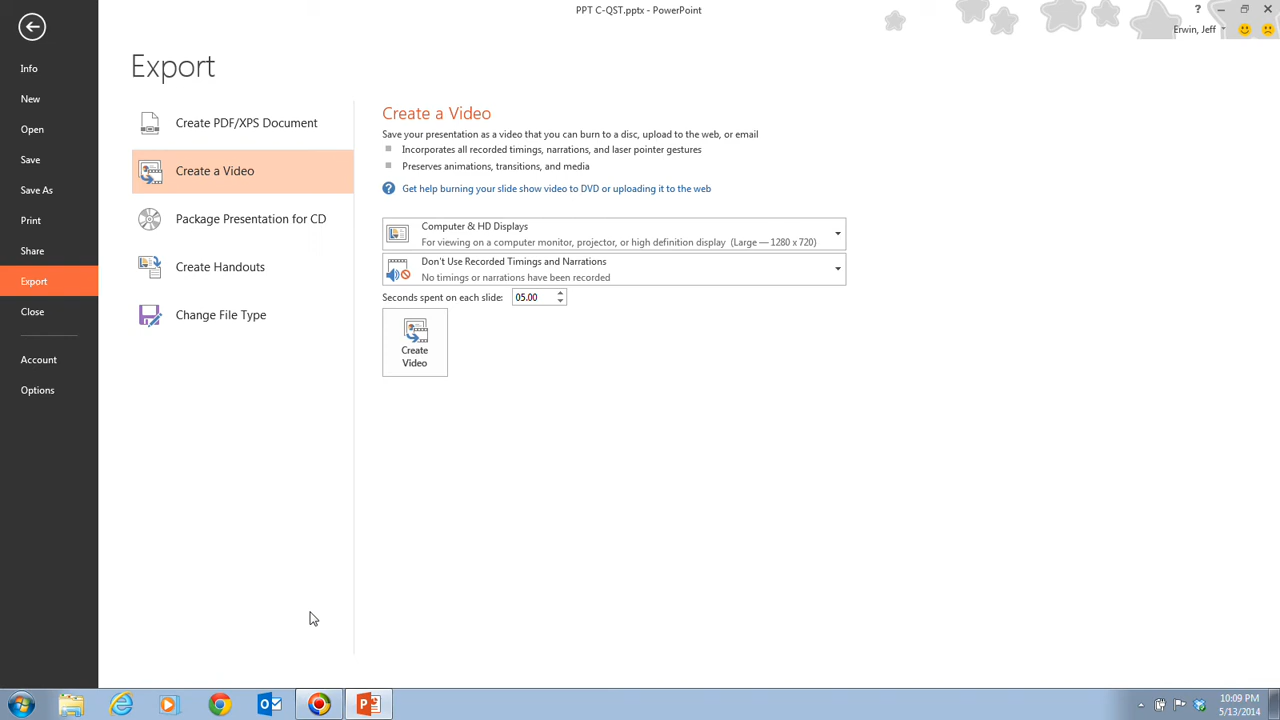 PPT C-QST.pptx - PowerPoint
?
Erwin, Jeff
Info
New
Open
Save
Save As
Print
Share
Export
Close
Account
Options
Export
Create PDF/XPS Document
Create a Video
Package Presentation for CD
Create Handouts
Change File Type
Create a Video
Save your presentation as a video that you can burn to a disc, upload to the web, or email
Incorporates all recorded timings, narrations, and laser pointer gestures
Preserves animations, transitions, and media
? Get help burning your slide show video to DVD or uploading it to the web
Computer & HD Displays
For viewing on a computer monitor, projector, or high definition display (Large — 1280 x 720)
Don't Use Recorded Timings and Narrations
No timings or narrations have been recorded
Seconds spent on each slide: 05.00
Create
Video
10:09 PM
5/13/2014